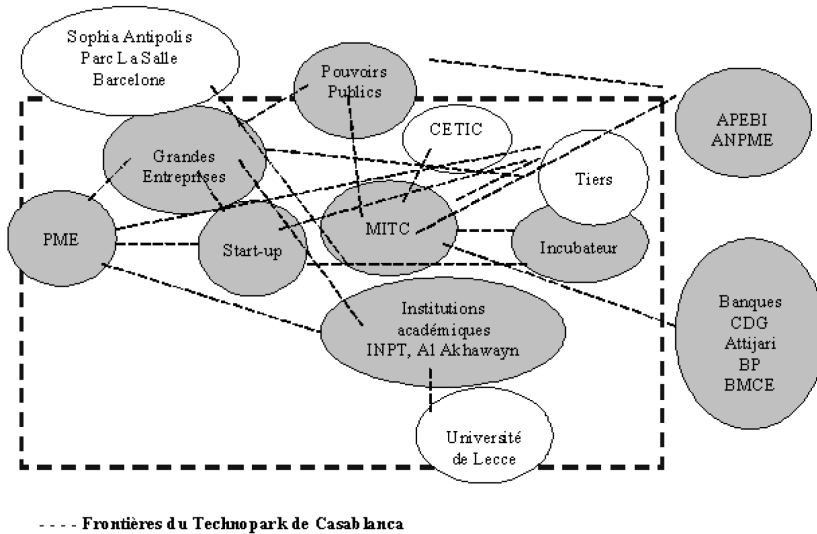 Sophia Antipolis
Parc La Salle
Barcelone
Pouvoirs
Publics
APEBI
ANPME
CETIC
Grandes
Entreprises
Tiers
PME
Start-up
MITC
Incubateur
Institutions
académiques
INPT, Al Akhawayn
Banques
CDG
Attijari
BP
BMCE
Université
de Lecce
- - - - Frontières du Technopark de Casablanca